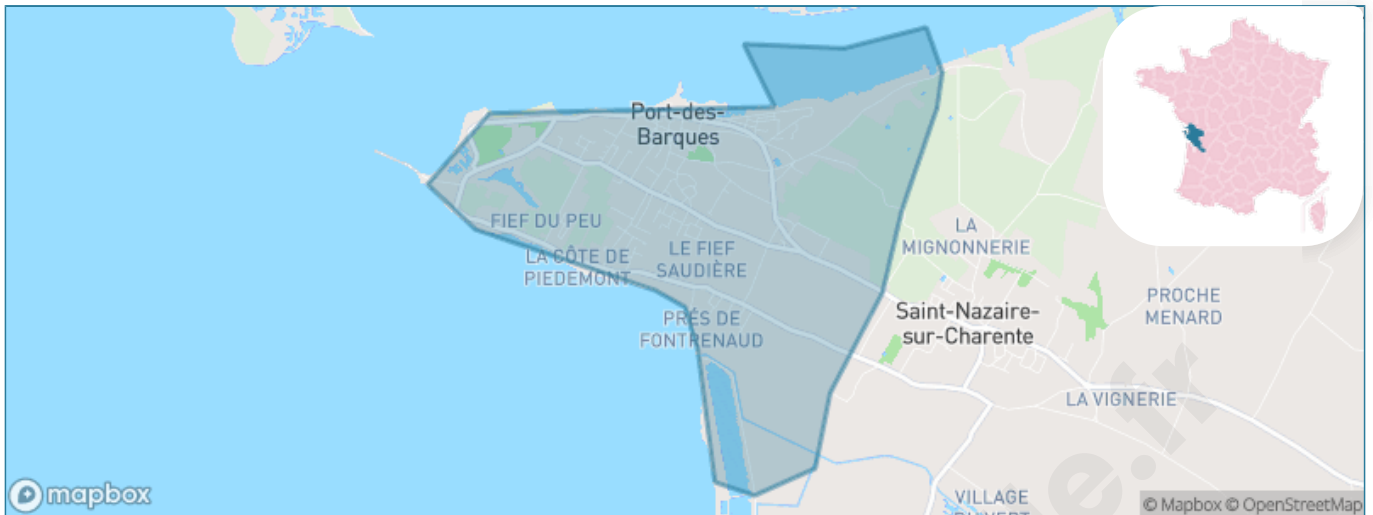 Port-des-
Barques
FIEF DU PEU
LA CÔTE DE
PIEDEMONT
LE FIEF
SAUDIÈRE
PRÉS DE
FONTRENAUD
LA
MIGNONNERIE
Saint-Nazaire-
sur-Charente
PROCHE
MENARD
LA VIGNERIE
VILLAGE
e.fr
mapbox
© Mapbox © OpenStreetMap